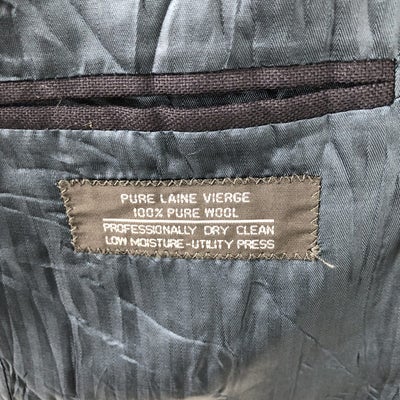 PURE LAINE VIERGE
100% PURE WOOL
PROFESSIONALLY DRY CLEAN
LOW MOISTURE-UTILITY PRESS